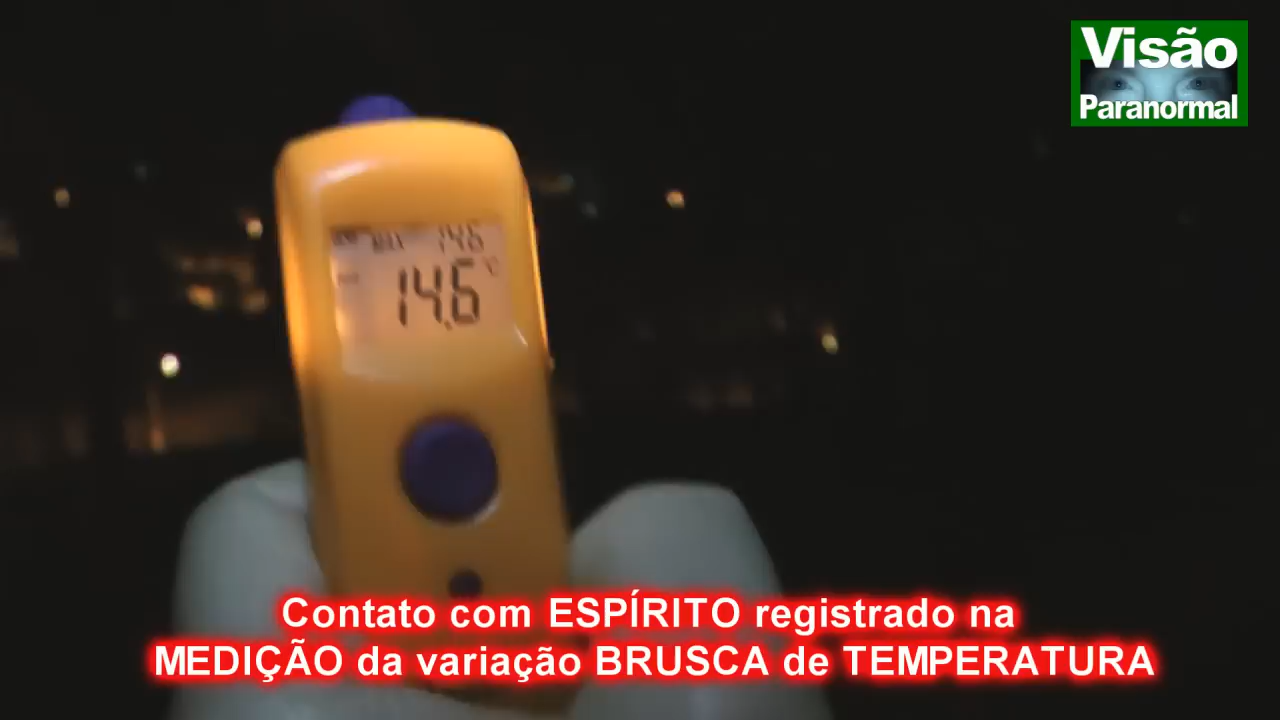 Visão
Paranormal
MAX 14.6
14.6 °C
Contato com ESPÍRITO registrado na
MEDIÇÃO da variação BRUSCA de TEMPERATURA